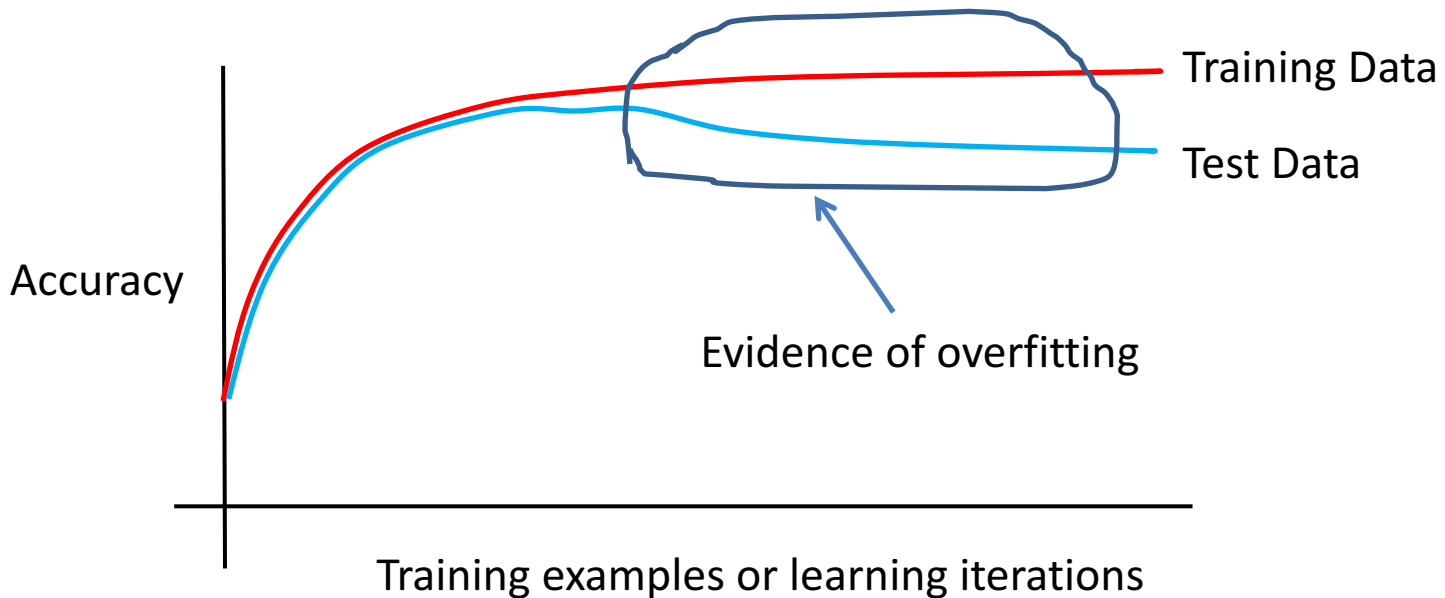 Training Data
Test Data
Accuracy
Evidence of overfitting
Training examples or learning iterations